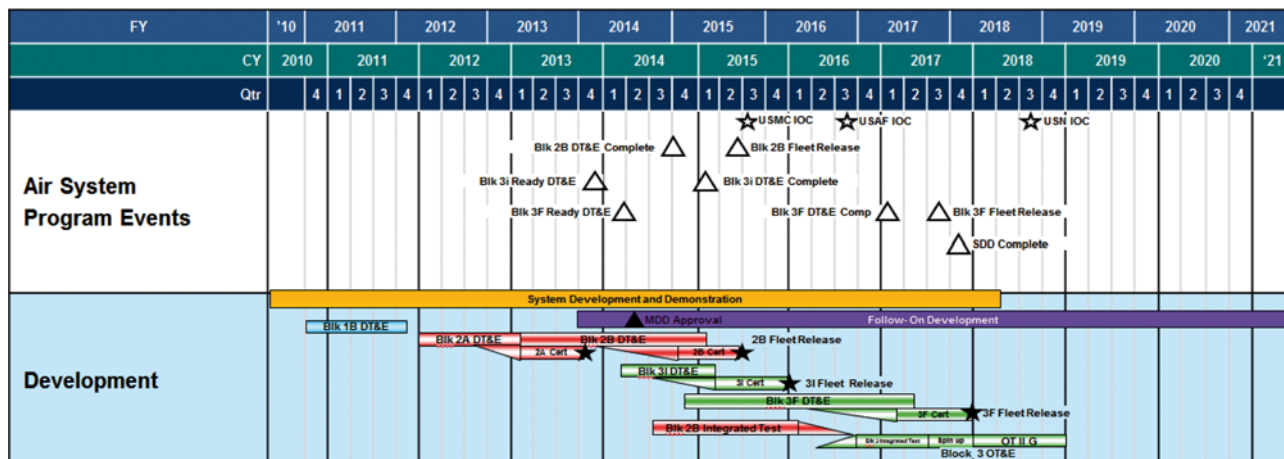 FY '10 2011 2012 2013 2014 2015 2016 2017 2018 2019 2020 2021
CY 2010 2011 2012 2013 2014 2015 2016 2017 2018 2019 2020 '21
Qtr 4 1 2 3 4 1 2 3 4 1 2 3 4 1 2 3 4 1 2 3 4 1 2 3 4 1 2 3 4 1 2 3 4 1 2 3 4 1 2 3 4
USMC IOC USAF IOC USN IOC
Blk 2B DT&E Complete Blk 2B Fleet Release
Blk 3i Ready DT&E Blk 3i DT&E Complete
Air System
Program Events
Blk 3F Ready DT&E Blk 3F DT&E Comp Blk 3F Fleet Release
SDD Complete
System Development and Demonstration
MDD Approval Follow-On Development
Blk 1B DT&E
Blk 2A DT&E Blk 2B DT&E 2B Fleet Release
2A Cert 2B Cert
Development
Blk 3I DT&E
3I Cert 3I Fleet Release
Blk 3F DT&E
3F Cert 3F Fleet Release
Blk 2B Integrated Test
Blk 3 Integrated Test Spin up OT II G
Block 3 OT&E